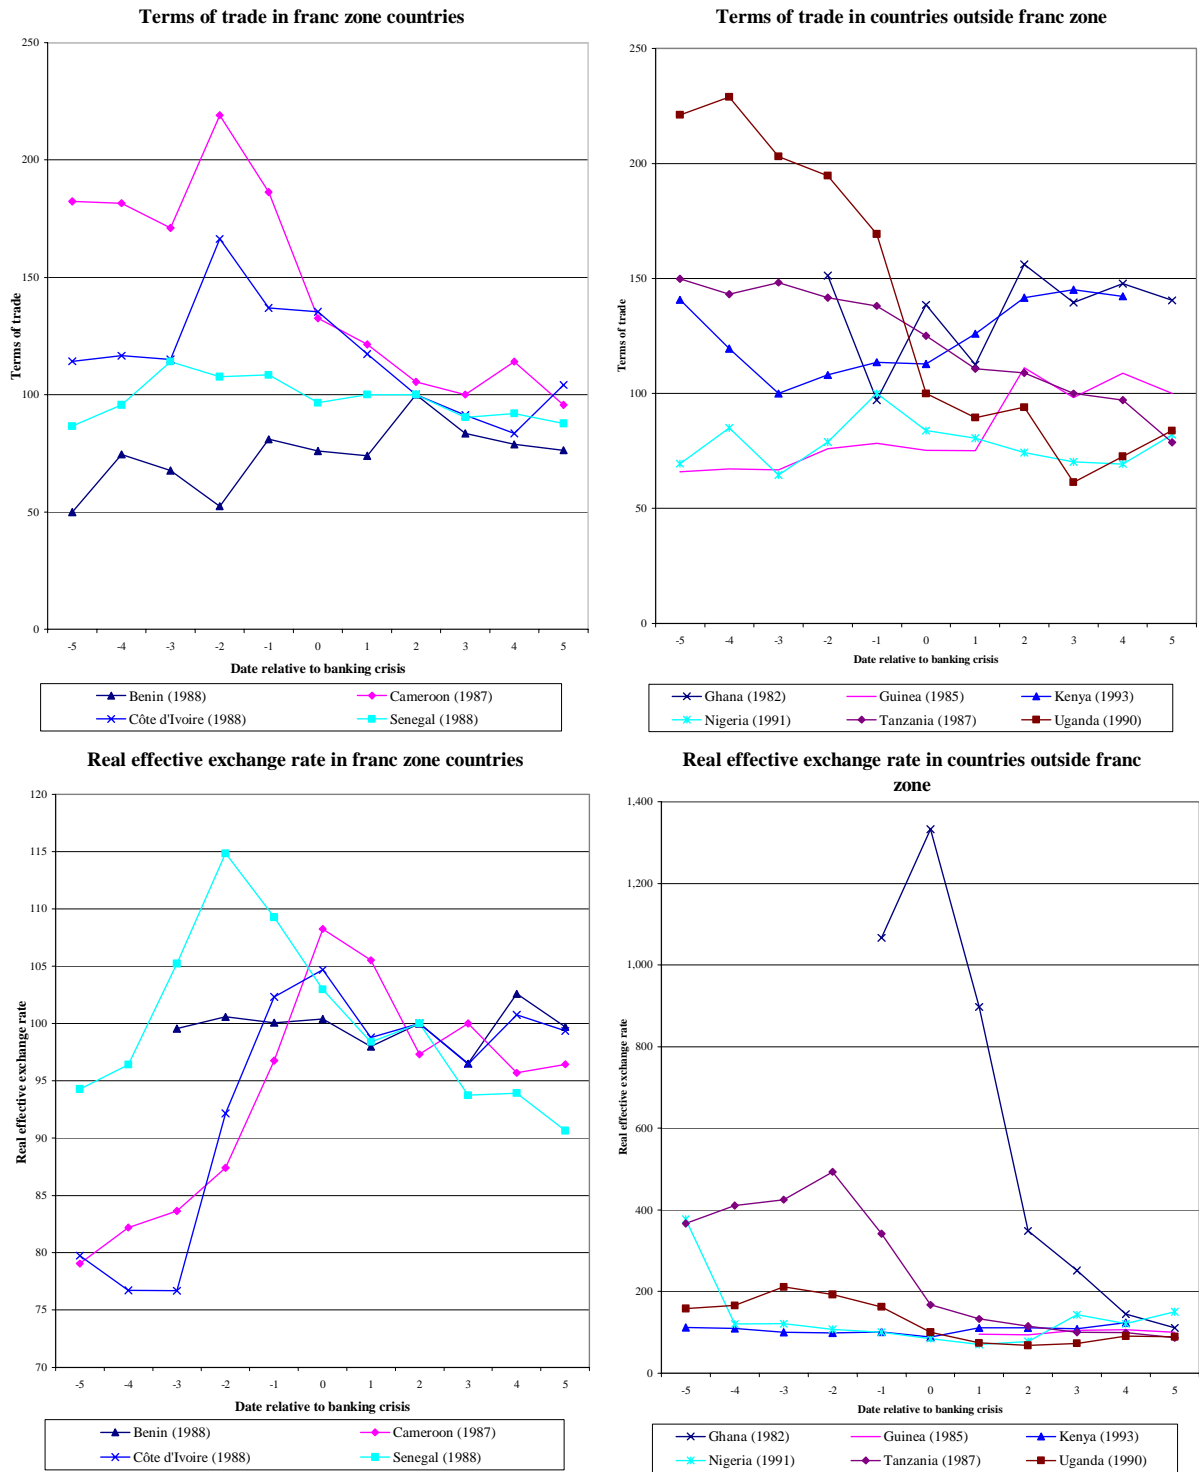 Terms of trade in franc zone countries
250
200
150
100
50
0
Terms of trade
-5 -4 -3 -2 -1 0 1 2 3 4 5
Date relative to banking crisis
Benin (1988) Cameroon (1987)
Côte d'Ivoire (1988) Senegal (1988)
Terms of trade in countries outside franc zone
250
200
150
100
50
0
Terms of trade
-5 -4 -3 -2 -1 0 1 2 3 4 5
Date relative to banking crisis
Ghana (1982) Guinea (1985) Kenya (1993)
Nigeria (1991) Tanzania (1987) Uganda (1990)
Real effective exchange rate in franc zone countries
120
115
110
105
100
95
90
85
80
75
70
Real effective exchange rate
-5 -4 -3 -2 -1 0 1 2 3 4 5
Date relative to banking crisis
Benin (1988) Cameroon (1987)
Côte d'Ivoire (1988) Senegal (1988)
Real effective exchange rate in countries outside franc
zone
1,400
1,200
1,000
800
600
400
200
0
Real effective exchange rate
-5 -4 -3 -2 -1 0 1 2 3 4 5
Date relative to banking crisis
Ghana (1982) Guinea (1985) Kenya (1993)
Nigeria (1991) Tanzania (1987) Uganda (1990)